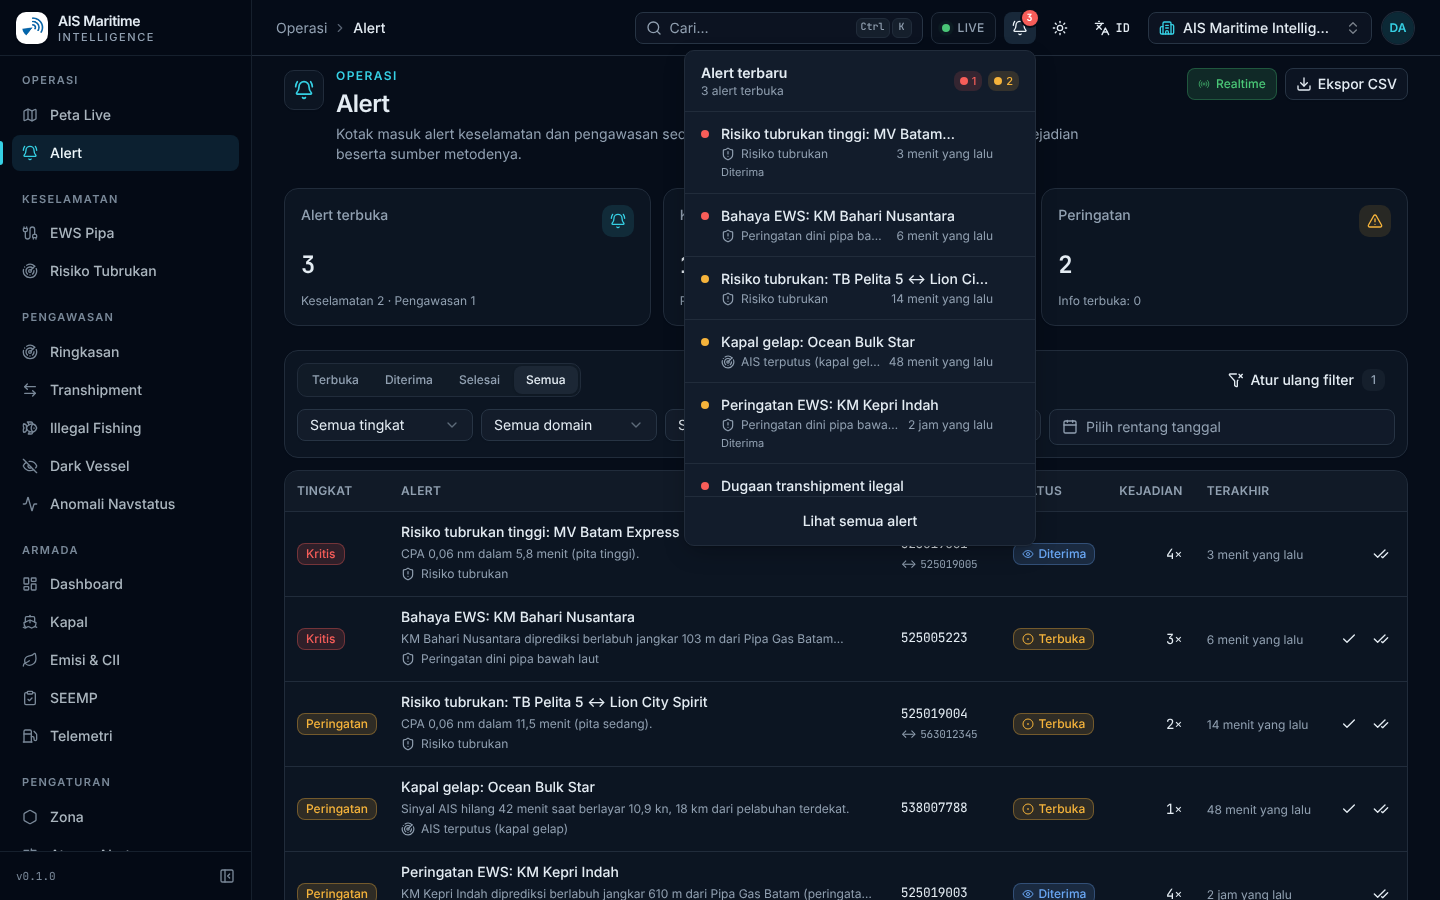 AIS Maritime
INTELLIGENCE
Operasi > Alert
Cari...
Ctrl K
LIVE
3
ID
AIS Maritime Intellig...
DA
OPERASI
Peta Live
Alert
KESELAMATAN
EWS Pipa
Risiko Tubrukan
PENGAWASAN
Ringkasan
Transhipment
Illegal Fishing
Dark Vessel
Anomali Navstatus
ARMADA
Dashboard
Kapal
Emisi & CII
SEEMP
Telemetri
PENGATURAN
Zona
v0.1.0
OPERASI
Alert
Kotak masuk alert keselamatan dan pengawasan
beserta sumber metodenya.
Realtime
Ekspor CSV
Alert terbuka
3
Keselamatan 2 · Pengawasan 1
Peringatan
2
Info terbuka: 0
Terbuka
Diterima
Selesai
Semua
Atur ulang filter 1
Semua tingkat
Semua domain
Pilih rentang tanggal
Alert terbaru
3 alert terbuka
1
2
Risiko tubrukan tinggi: MV Batam...
Risiko tubrukan
3 menit yang lalu
Diterima
Bahaya EWS: KM Bahari Nusantara
Peringatan dini pipa ba...
6 menit yang lalu
Risiko tubrukan: TB Pelita 5 ↔ Lion Ci...
Risiko tubrukan
14 menit yang lalu
Kapal gelap: Ocean Bulk Star
AIS terputus (kapal gel...
48 menit yang lalu
Peringatan EWS: KM Kepri Indah
Peringatan dini pipa bawa...
2 jam yang lalu
Diterima
Dugaan transhipment ilegal
Lihat semua alert
TINGKAT
ALERT
KEJADIAN
TERAKHIR
Kritis
Risiko tubrukan tinggi: MV Batam Express
CPA 0,06 nm dalam 5,8 menit (pita tinggi).
Risiko tubrukan
↔ 525019005
Diterima
4×
3 menit yang lalu
Kritis
Bahaya EWS: KM Bahari Nusantara
KM Bahari Nusantara diprediksi berlabuh jangkar 103 m dari Pipa Gas Batam...
Peringatan dini pipa bawah laut
525005223
Terbuka
3×
6 menit yang lalu
Peringatan
Risiko tubrukan: TB Pelita 5 ↔ Lion City Spirit
CPA 0,06 nm dalam 11,5 menit (pita sedang).
Risiko tubrukan
525019004
↔ 563012345
Terbuka
2×
14 menit yang lalu
Peringatan
Kapal gelap: Ocean Bulk Star
Sinyal AIS hilang 42 menit saat berlayar 10,9 kn, 18 km dari pelabuhan terdekat.
AIS terputus (kapal gelap)
538007788
Terbuka
1×
48 menit yang lalu
Peringatan
Peringatan EWS: KM Kepri Indah
KM Kepri Indah diprediksi berlabuh jangkar 610 m dari Pipa Gas Batam (peringata...
525019003
Diterima
4×
2 jam yang lalu